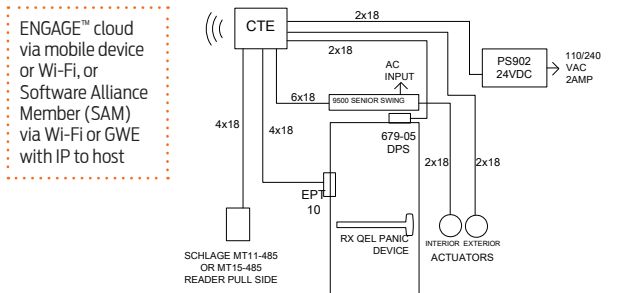 ENGAGE™ cloud
via mobile device
or Wi-Fi, or
Software Alliance
Member (SAM)
via Wi-Fi or GWE
with IP to host
CTE
2x18
2x18
PS902
24VDC
110/240
VAC
2AMP
AC
INPUT
6x18
9500 SENIOR SWING
4x18
4x18
679-05
DPS
2x18
2x18
EPT
10
RX QEL PANIC
DEVICE
INTERIOR EXTERIOR
ACTUATORS
SCHLAGE MT11-485
OR MT15-485
READER PULL SIDE